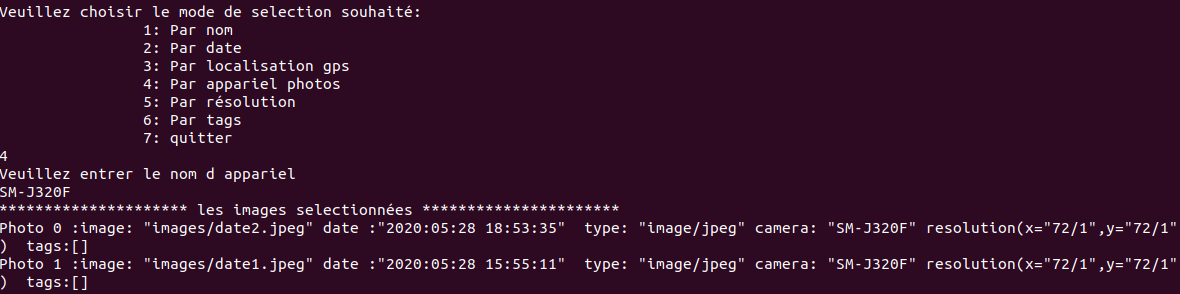 Veuillez choisir le mode de selection souhaité:
1: Par nom
2: Par date
3: Par localisation gps
4: Par appariel photos
5: Par résolution
6: Par tags
7: quitter
4
Veuillez entrer le nom d appariel
SM-J320F
********************* les images selectionnées **********************
Photo 0 :image: "images/date2.jpeg" date :"2020:05:28 18:53:35"  type: "image/jpeg" camera: "SM-J320F" resolution(x="72/1",y="72/1"
)  tags:[]
Photo 1 :image: "images/date1.jpeg" date :"2020:05:28 15:55:11"  type: "image/jpeg" camera: "SM-J320F" resolution(x="72/1",y="72/1"
)  tags:[]